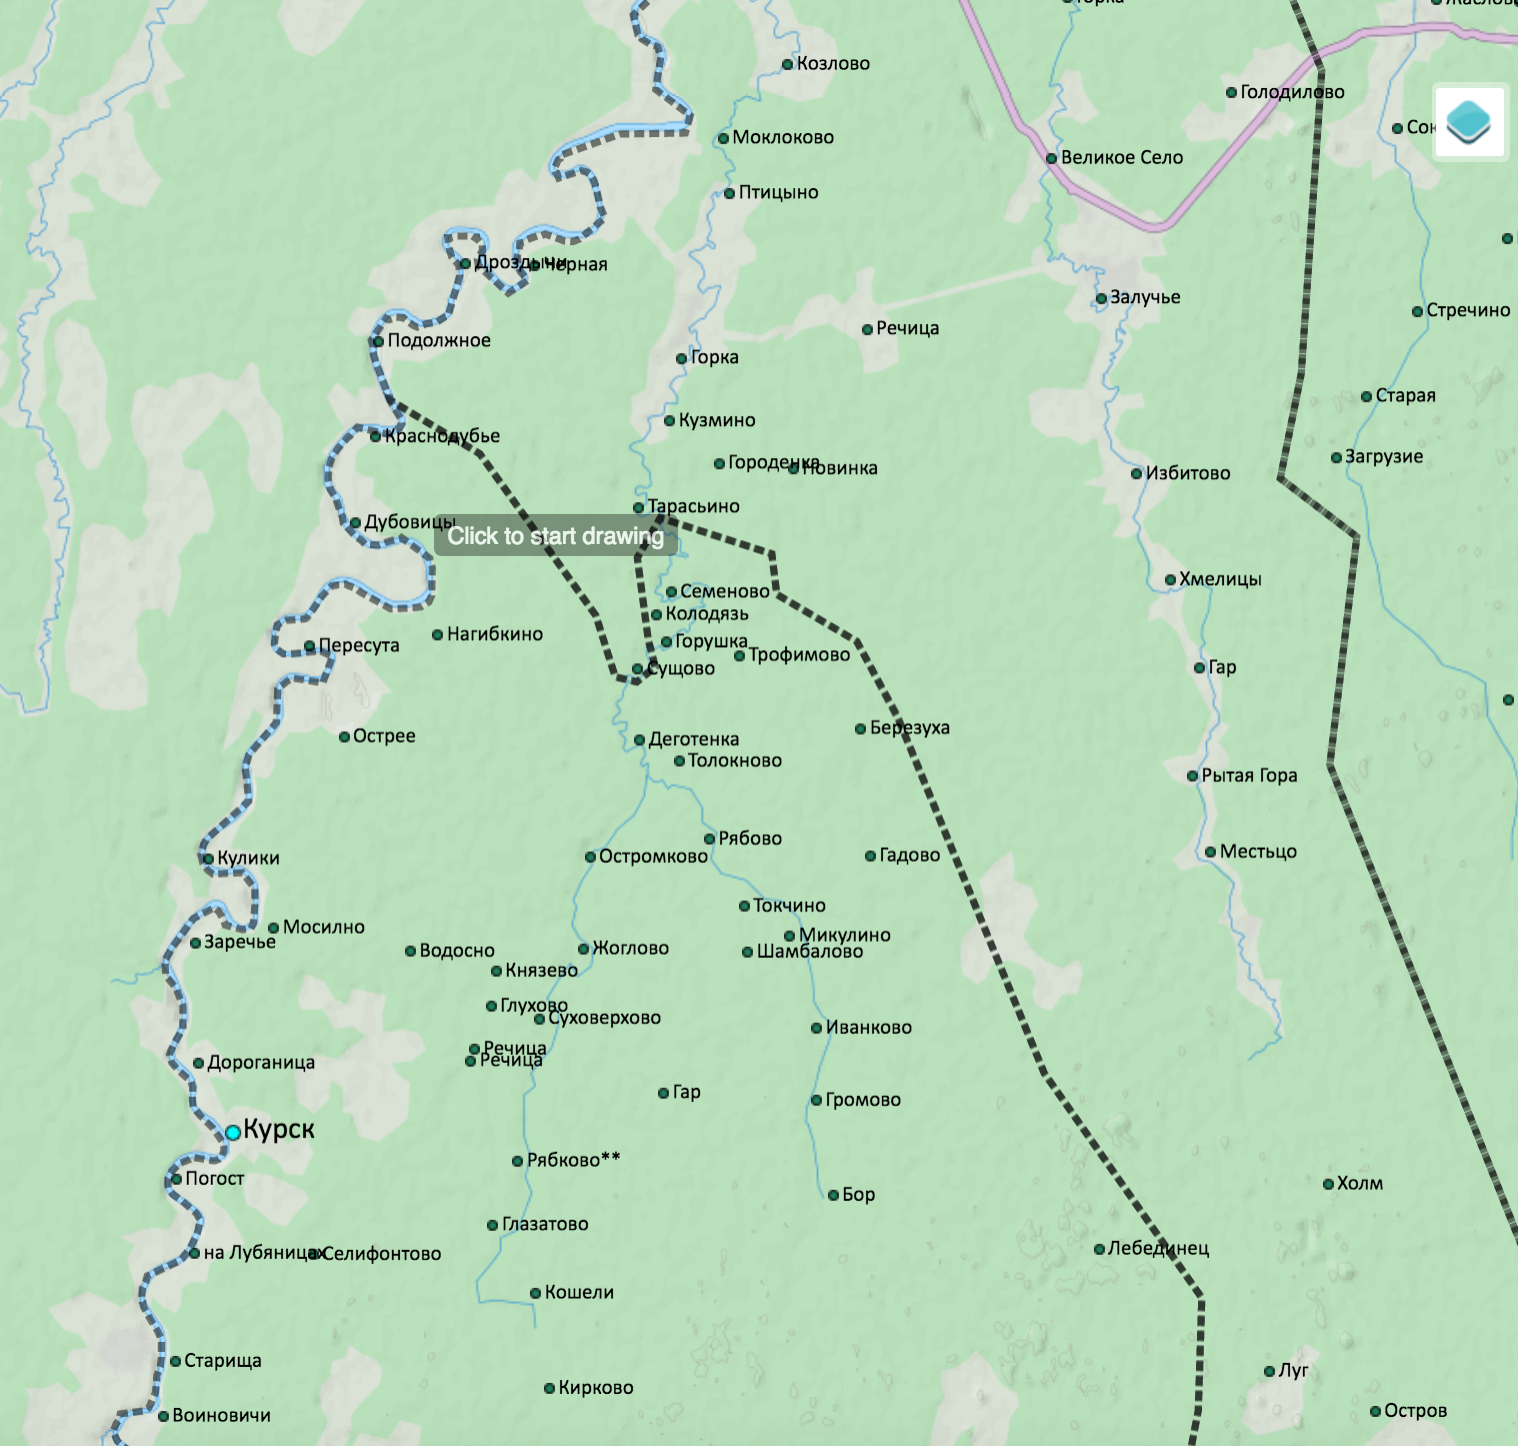 Горка
Козлово
Голодилово
Моклоково
Великое Село
Птицыно
Дроздычи
Черная
Залучье
Стречино
Речица
Подолжное
Горка
Старая
Кузмино
Краснодубье
Загрузие
Городенка
Новинка
Избитово
Тарасьино
Дубовицы
Click to start drawing
Хмелицы
Семеново
Колодязь
Нагибкино
Горушка
Пересута
Трофимово
Сущово
Гар
Березуха
Острее
Деготенка
Толокново
Рытая Гора
Рябово
Местьцо
Кулики
Остромково
Гадово
Токчино
Мосилно
Микулино
Заречье
Жоглово
Водосно
Шамбалово
Князево
Глухово
Суховерхово
Иванково
Речица
Речица
Дороганица
Гар
Громово
Курск
Рябково**
Погост
Холм
Бор
Глазатово
Лебединец
на Лубяницах
Селифонтово
Кошели
Старища
Луг
Кирково
Остров
Воиновичи